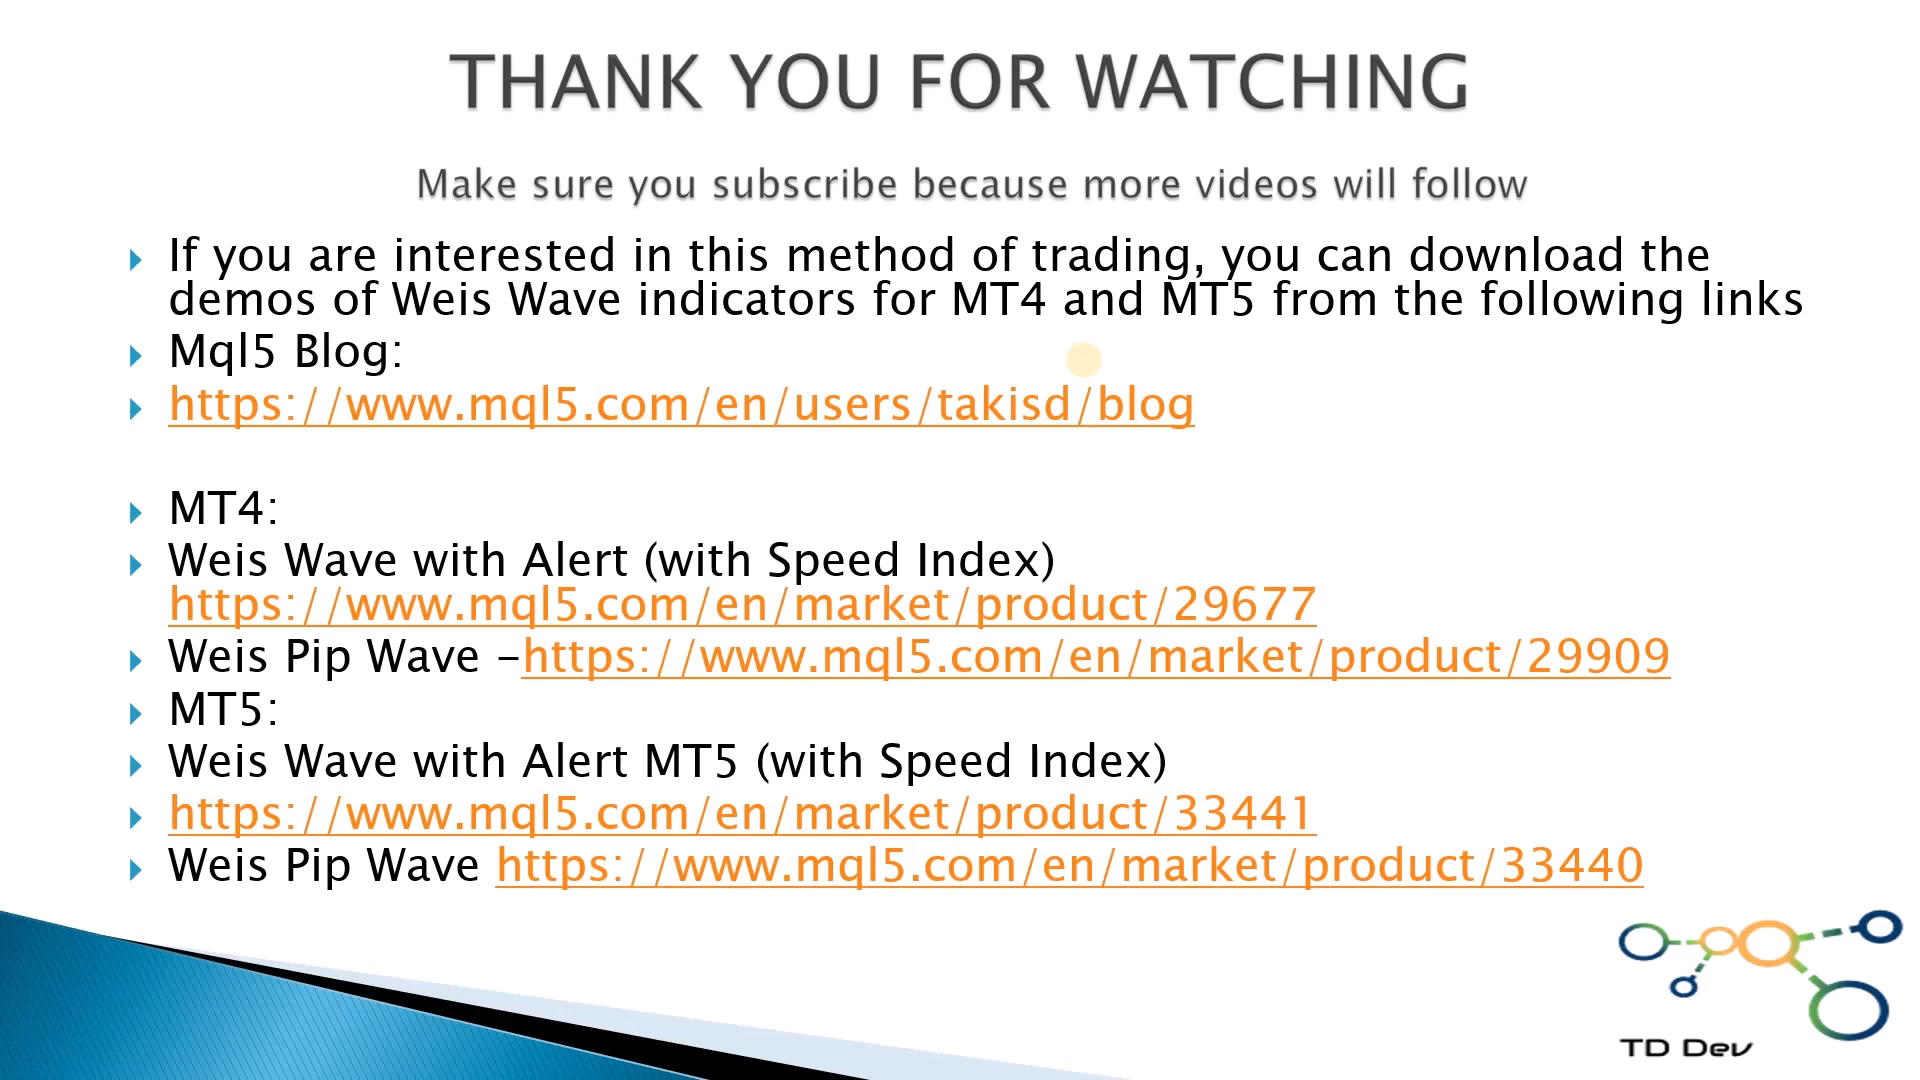 THANK YOU FOR WATCHING
Make sure you subscribe because more videos will follow
If you are interested in this method of trading, you can download the
demos of Weis Wave indicators for MT4 and MT5 from the following links
Mql5 Blog:
https://www.mql5.com/en/users/takisd/blog
MT4:
Weis Wave with Alert (with Speed Index)
https://www.mql5.com/en/market/product/29677
Weis Pip Wave –https://www.mql5.com/en/market/product/29909
MT5:
Weis Wave with Alert MT5 (with Speed Index)
https://www.mql5.com/en/market/product/33441
Weis Pip Wave https://www.mql5.com/en/market/product/33440
TD Dev